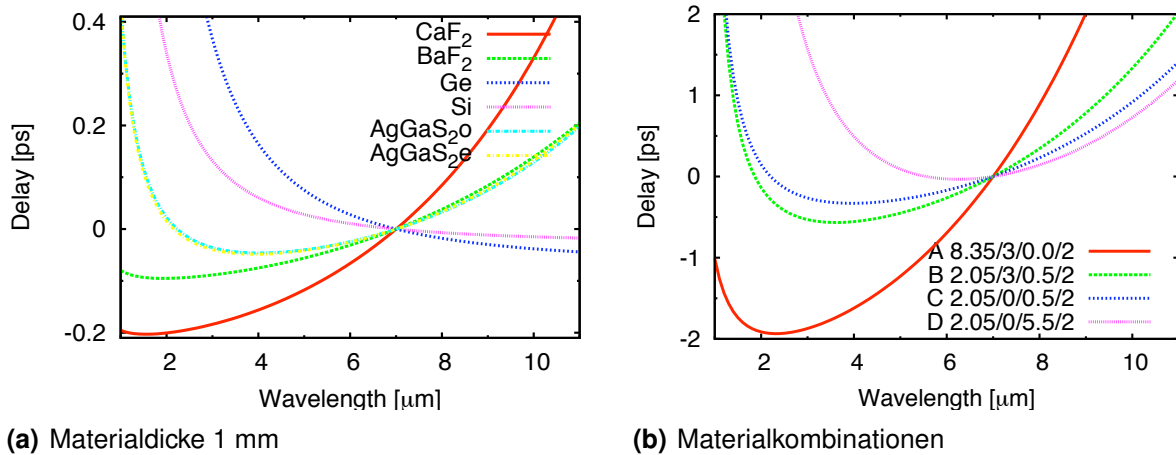 0.4
0.2
0
-0.2
Delay [ps]
CaF2
BaF2
Ge
Si
AgGaS2o
AgGaS2e
2 4 6 8 10
Wavelength [µm]
(a) Materialdicke 1 mm
2
1
0
-1
-2
Delay [ps]
A 8.35/3/0.0/2
B 2.05/3/0.5/2
C 2.05/0/0.5/2
D 2.05/0/5.5/2
2 4 6 8 10
Wavelength [µm]
(b) Materialkombinationen